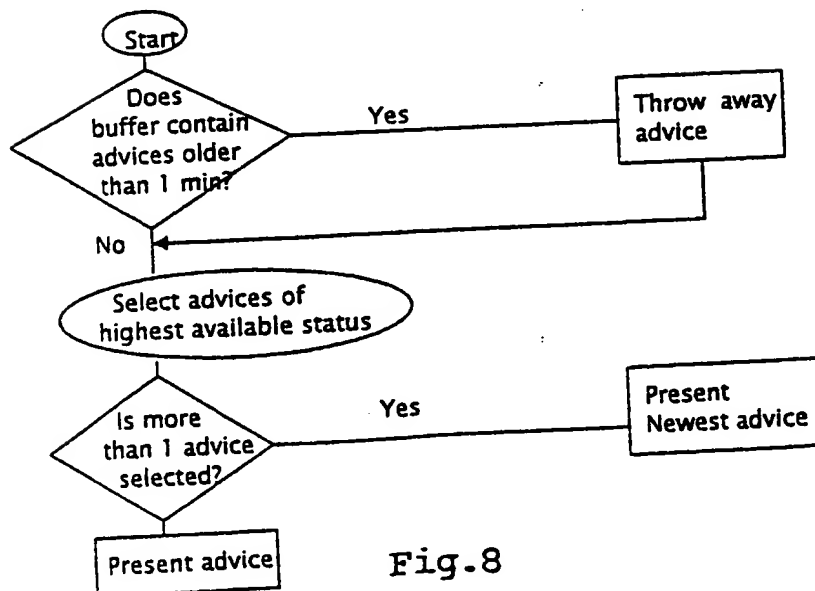 Start
Does
buffer contain
advices older
than 1 min?
Yes
Throw away
advice
No
Select advices of
highest available status
Is more
than 1 advice
selected?
Yes
Present
Newest advice
Present advice
Fig.8